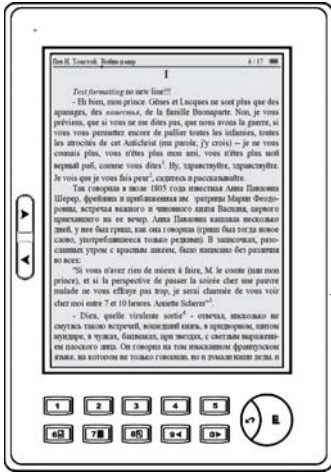 Лев Н. Толстой. Война и мир 4 / 17
I
Test formatting no new line!!!
- Eh bien, mon prince. Gênes et Lucques ne sont plus que des
apanages, des поместья, de la famille Buonaparte. Non, je vous
préviens, que si vous ne me dites pas, que nous avons la guerre, si
vous vous permettez encore de pallier toutes les infamies, toutes
les atrocités de cet Antichrist (ma parole, j'y crois) -- je ne vous
connais plus, vous n'êtes plus mon ami, vous n'êtes plus мой
верный раб, comme vous dites¹. Ну, здравствуйте, здравствуйте.
Je vois que je vous fais peur², садитесь и рассказывайте.
Так говорила в июле 1805 года известная Анна Павловна
Шерер, фрейлина и приближенная им ратрицы Марии Феодо-
ровны, встречая важного и чиновного князя Василия, первого
приехавшего на ее вечер. Анна Павловна кашляла несколько
дней, у нее был грипп, как она говорила (грипп был тогда новое
слово, употреблявшееся только редкими). В записочках, разо-
сланных утром с красным лакеем, было написано без различия
во всех:
"Si vous n'avez rien de mieux à faire, M. le comte (или mon
prince), et si la perspective de passer la soirée chez une pauvre
malade ne vous effraye pas trop, je serai charmée de vous voir
chez moi entre 7 et 10 heures. Annette Scherer"³.
- Dieu, quelle virulente sortie⁴ - отвечал, нисколько не
смутясь такою встречей, вошедший князь, в придворном, шитом
мундире, в чулках, башмаках, при звездах, с светлым выражени-
ем плоского лица. Он говорил на том изысканном французском
языке, на котором не только говорили, но и думали наши деды, и
1 2 3 4 5
6 7 8 9 0